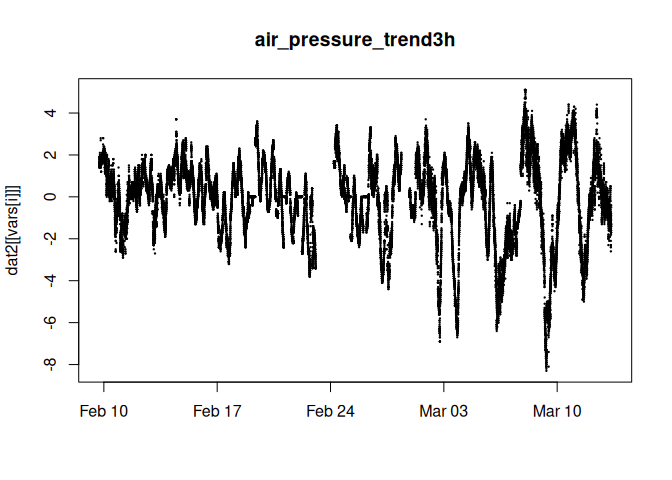 air_pressure_trend3h
dat2[[vars[i]]]
4
2
0
-2
-4
-6
-8
Feb 10
Feb 17
Feb 24
Mar 03
Mar 10